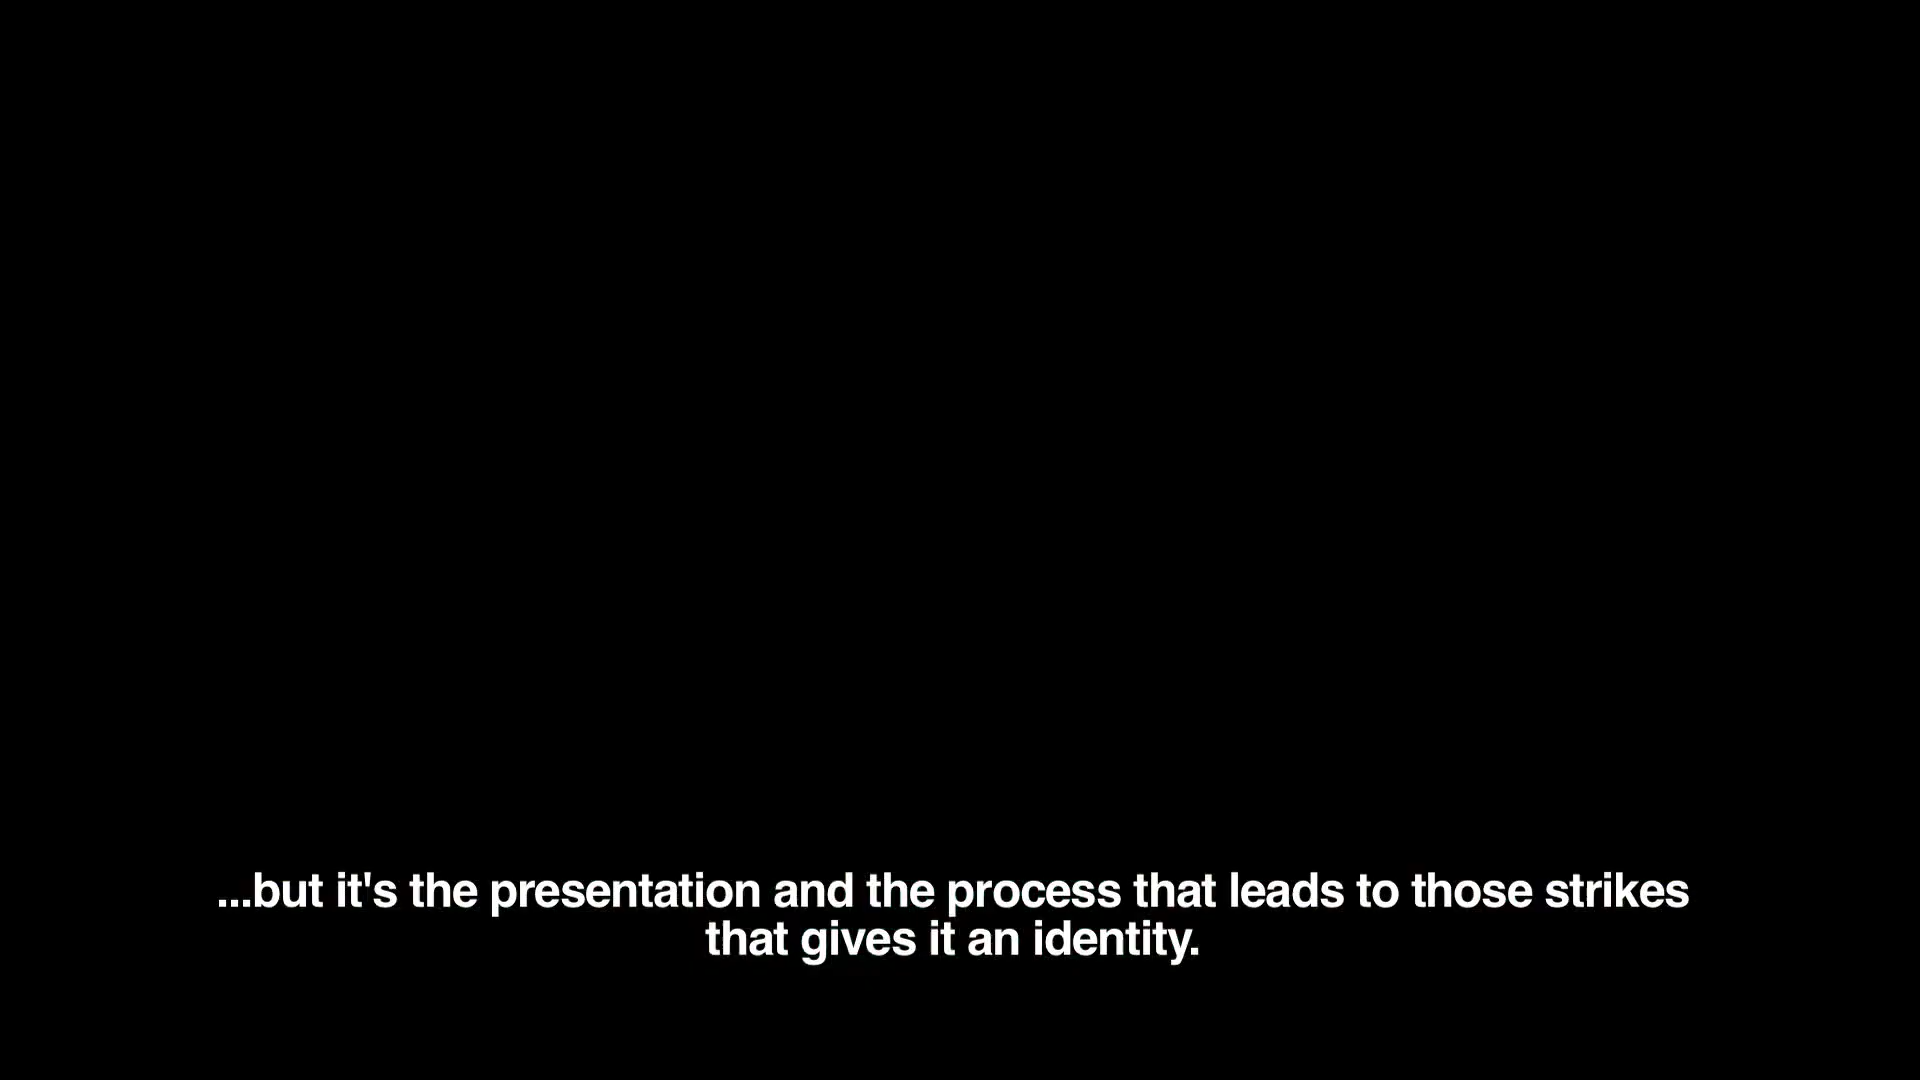 ...but it's the presentation and the process that leads to those strikes
that gives it an identity.